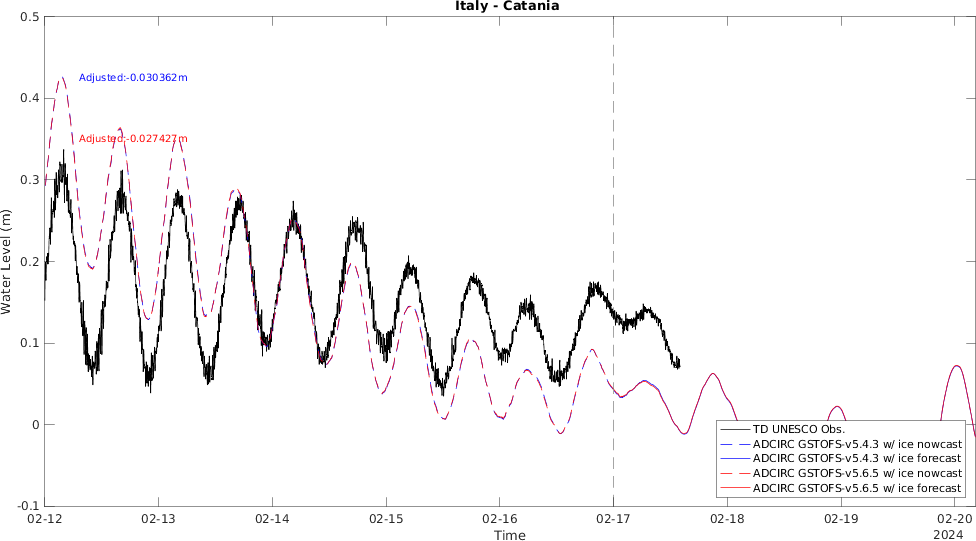 Italy - Catania
0.5
0.4
0.3
0.2
0.1
0
-0.1
Water Level (m)
Adjusted:-0.030362m
Adjusted:-0.027427m
TD UNESCO Obs.
ADCIRC GSTOFS-v5.4.3 w/ ice nowcast
ADCIRC GSTOFS-v5.4.3 w/ ice forecast
ADCIRC GSTOFS-v5.6.5 w/ ice nowcast
ADCIRC GSTOFS-v5.6.5 w/ ice forecast
02-12 02-13 02-14 02-15 02-16 02-17 02-18 02-19 02-20
Time
2024